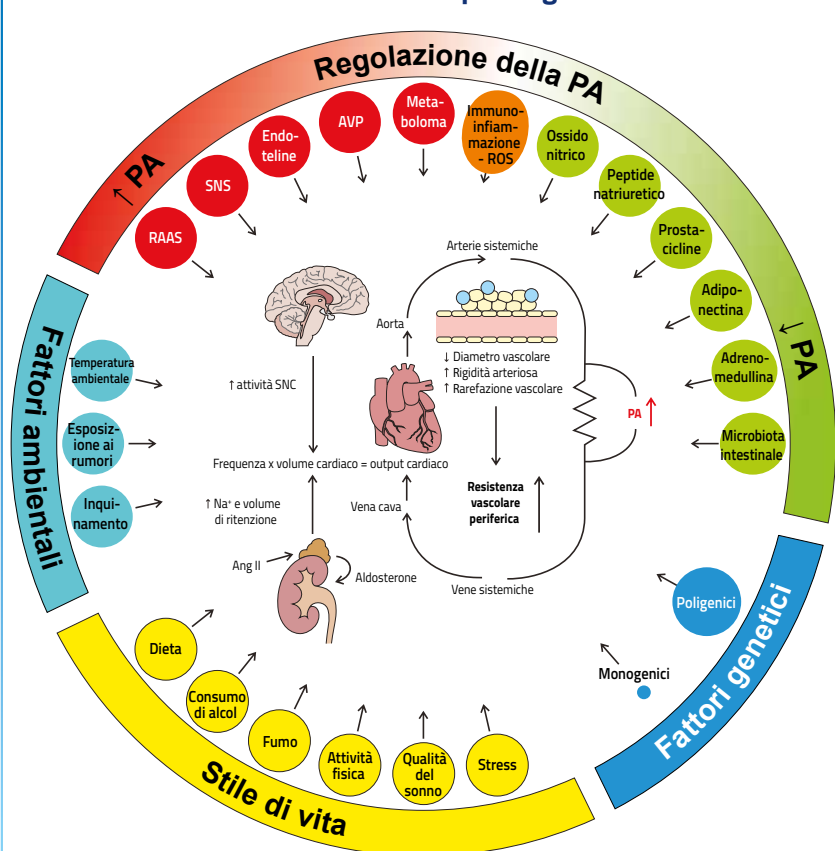 Regolazione della PA
↑ PA
↓ PA
RAAS
SNS
Endo-
teline
AVP
Meta-
boloma
Immuno-
infiam-
mazione
- ROS
Ossido
nitrico
Peptide
natriuretico
Prosta-
cicline
Adipo-
nectina
Adreno-
medullina
Microbiota
intestinale
Fattori ambientali
Temperatura
ambientale
Esposiz-
ione ai
rumori
Inqui-
namento
Arterie sistemiche
Aorta
↓ Diametro vascolare
↑ Rigidità arteriosa
↑ Rarefazione vascolare
↑ attività SNC
PA ↑
Frequenza x volume cardiaco = output cardiaco
Resistenza
vascolare
periferica
↑ Na⁺ e volume
di ritenzione
Vena cava
Ang II
Aldosterone
Vene sistemiche
Fattori genetici
Poligenici
Monogenici
Stile di vita
Dieta
Consumo
di alcol
Fumo
Attività
fisica
Qualità
del
sonno
Stress